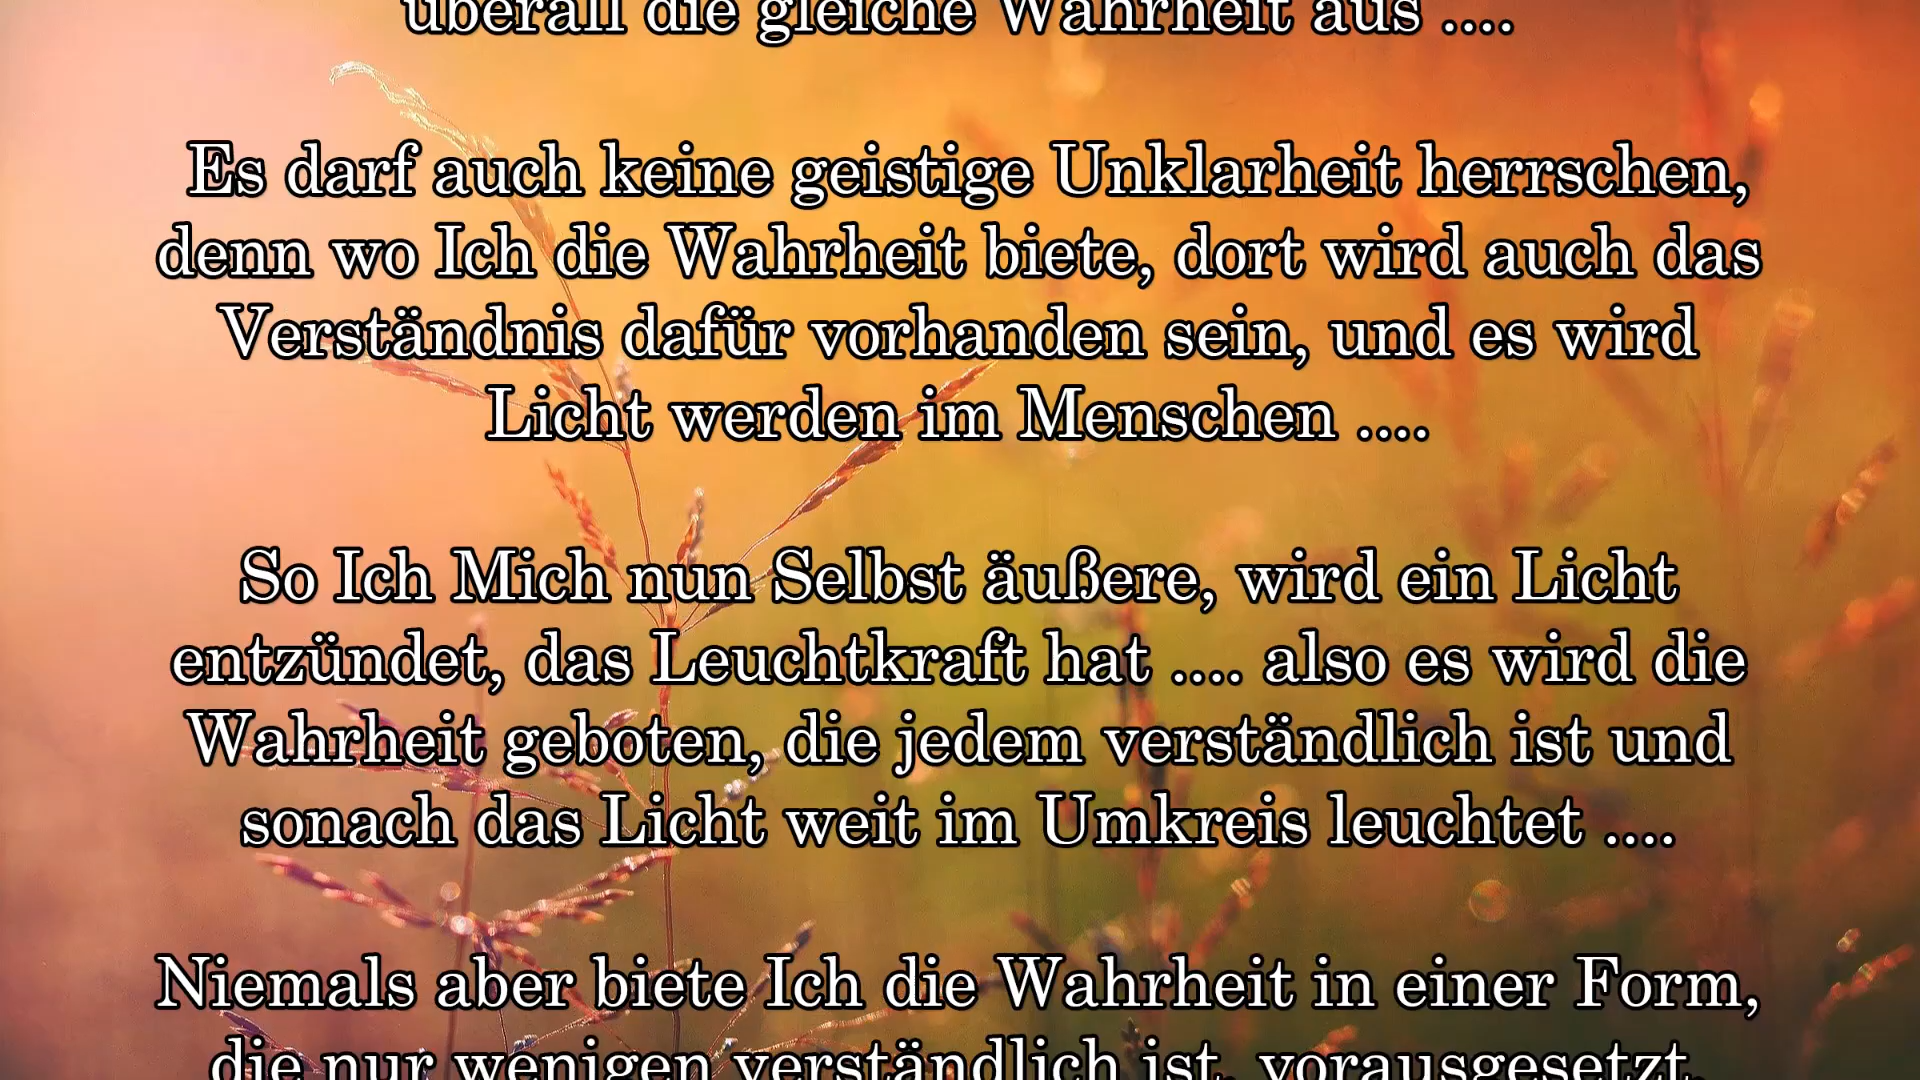 überall die gleiche Wahrheit aus ....
Es darf auch keine geistige Unklarheit herrschen,
denn wo Ich die Wahrheit biete, dort wird auch das
Verständnis dafür vorhanden sein, und es wird
Licht werden im Menschen ....
So Ich Mich nun Selbst äußere, wird ein Licht
entzündet, das Leuchtkraft hat .... also es wird die
Wahrheit geboten, die jedem verständlich ist und
sonach das Licht weit im Umkreis leuchtet ....
Niemals aber biete Ich die Wahrheit in einer Form,
die nur wenigen verständlich ist, vorausgesetzt,